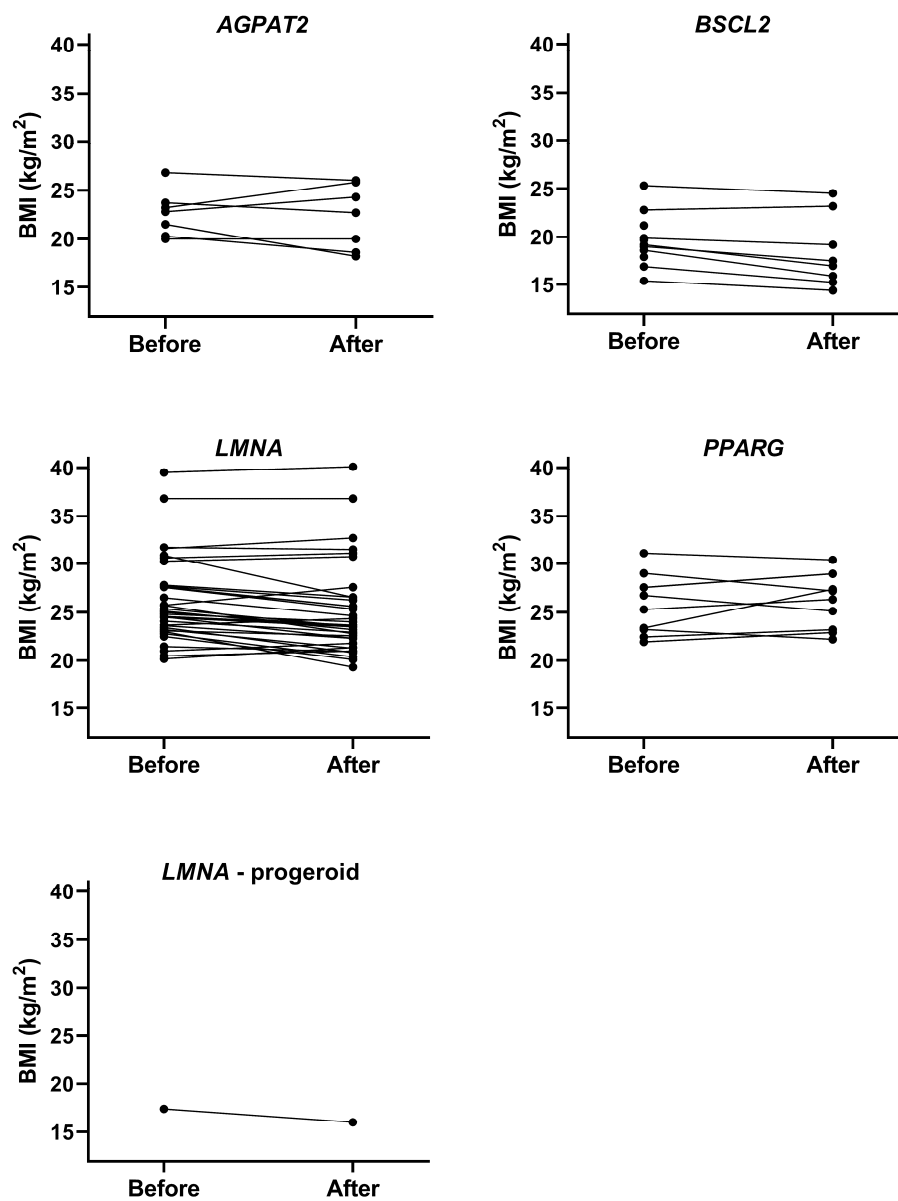 AGPAT2
40
35
30
25
20
15
BMI (kg/m²)
Before After
BSCL2
40
35
30
25
20
15
BMI (kg/m²)
Before After
LMNA
40
35
30
25
20
15
BMI (kg/m²)
Before After
PPARG
40
35
30
25
20
15
BMI (kg/m²)
Before After
LMNA - progeroid
40
35
30
25
20
15
BMI (kg/m²)
Before After